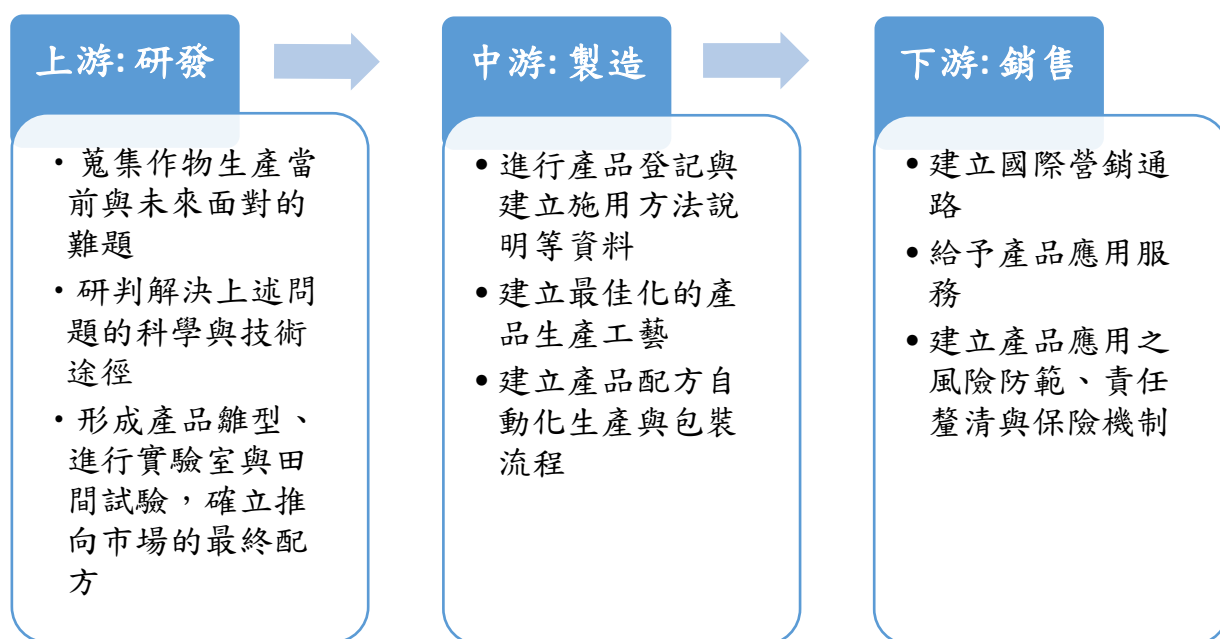 上游:研發
• 蒐集作物生產當
前與未來面對的
難題
• 研判解決上述問
題的科學與技術
途徑
• 形成產品雛型、
進行實驗室與田
間試驗，確立推
向市場的最終配
方
中游:製造
• 進行產品登記與
建立施用方法說
明等資料
• 建立最佳化的產
品生產工藝
• 建立產品配方自
動化生產與包裝
流程
下游:銷售
• 建立國際營銷通
路
• 給予產品應用服
務
• 建立產品應用之
風險防範、責任
釐清與保險機制